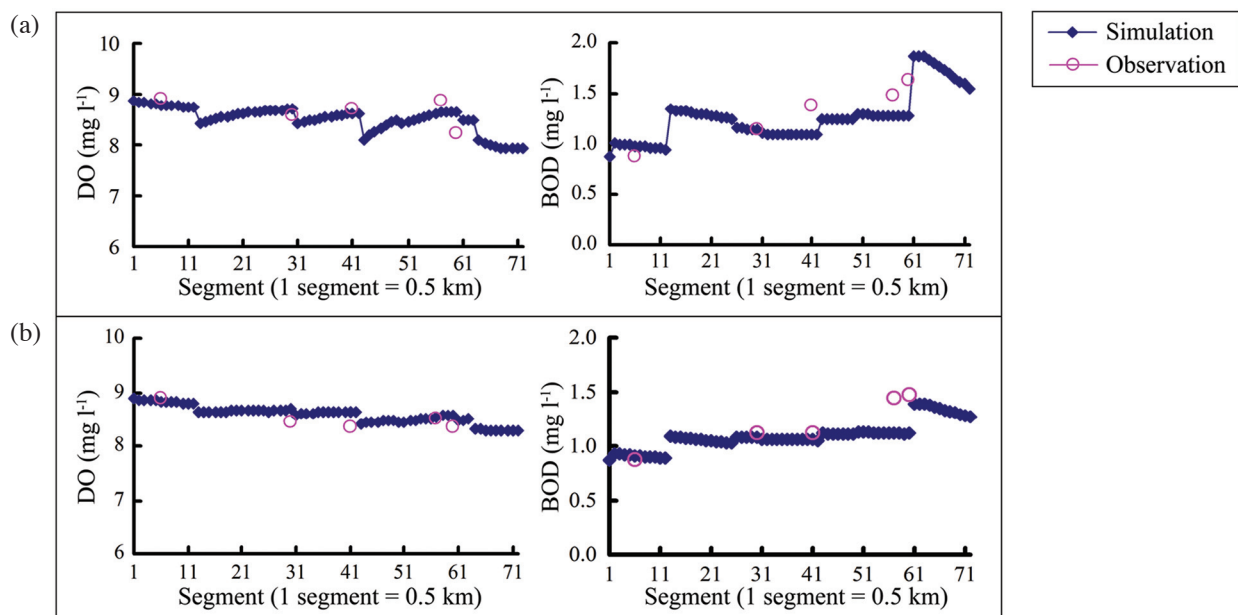 (a)
10
9
8
7
6
DO (mg l-1)
1 11 21 31 41 51 61 71
Segment (1 segment = 0.5 km)
2.0
1.5
1.0
0.5
0.0
BOD (mg l-1)
1 11 21 31 41 51 61 71
Segment (1 segment = 0.5 km)
Simulation
Observation
(b)
10
9
8
7
6
DO (mg l-1)
1 11 21 31 41 51 61 71
Segment (1 segment = 0.5 km)
2.0
1.5
1.0
0.5
0.0
BOD (mg l-1)
1 11 21 31 41 51 61 71
Segment (1 segment = 0.5 km)